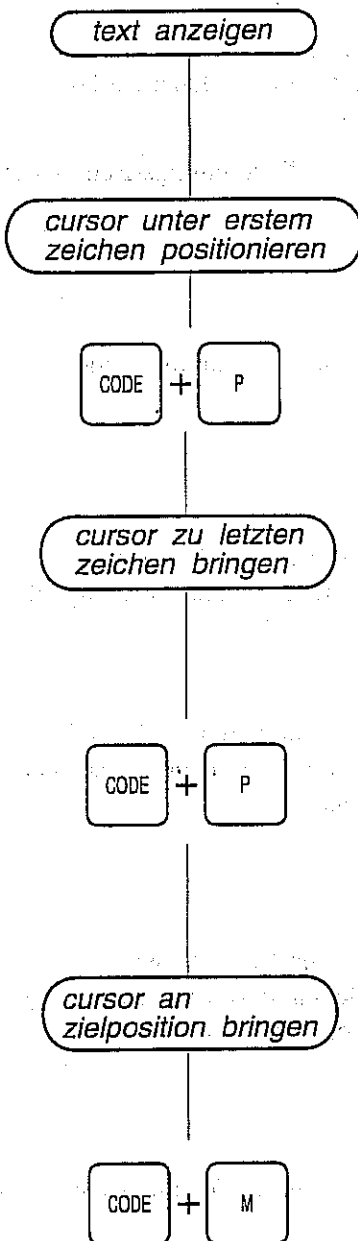 text anzeigen
cursor unter erstem
zeichen positionieren
CODE + P
cursor zu letzten
zeichen bringen
CODE + P
cursor an
zielposition bringen
CODE + M